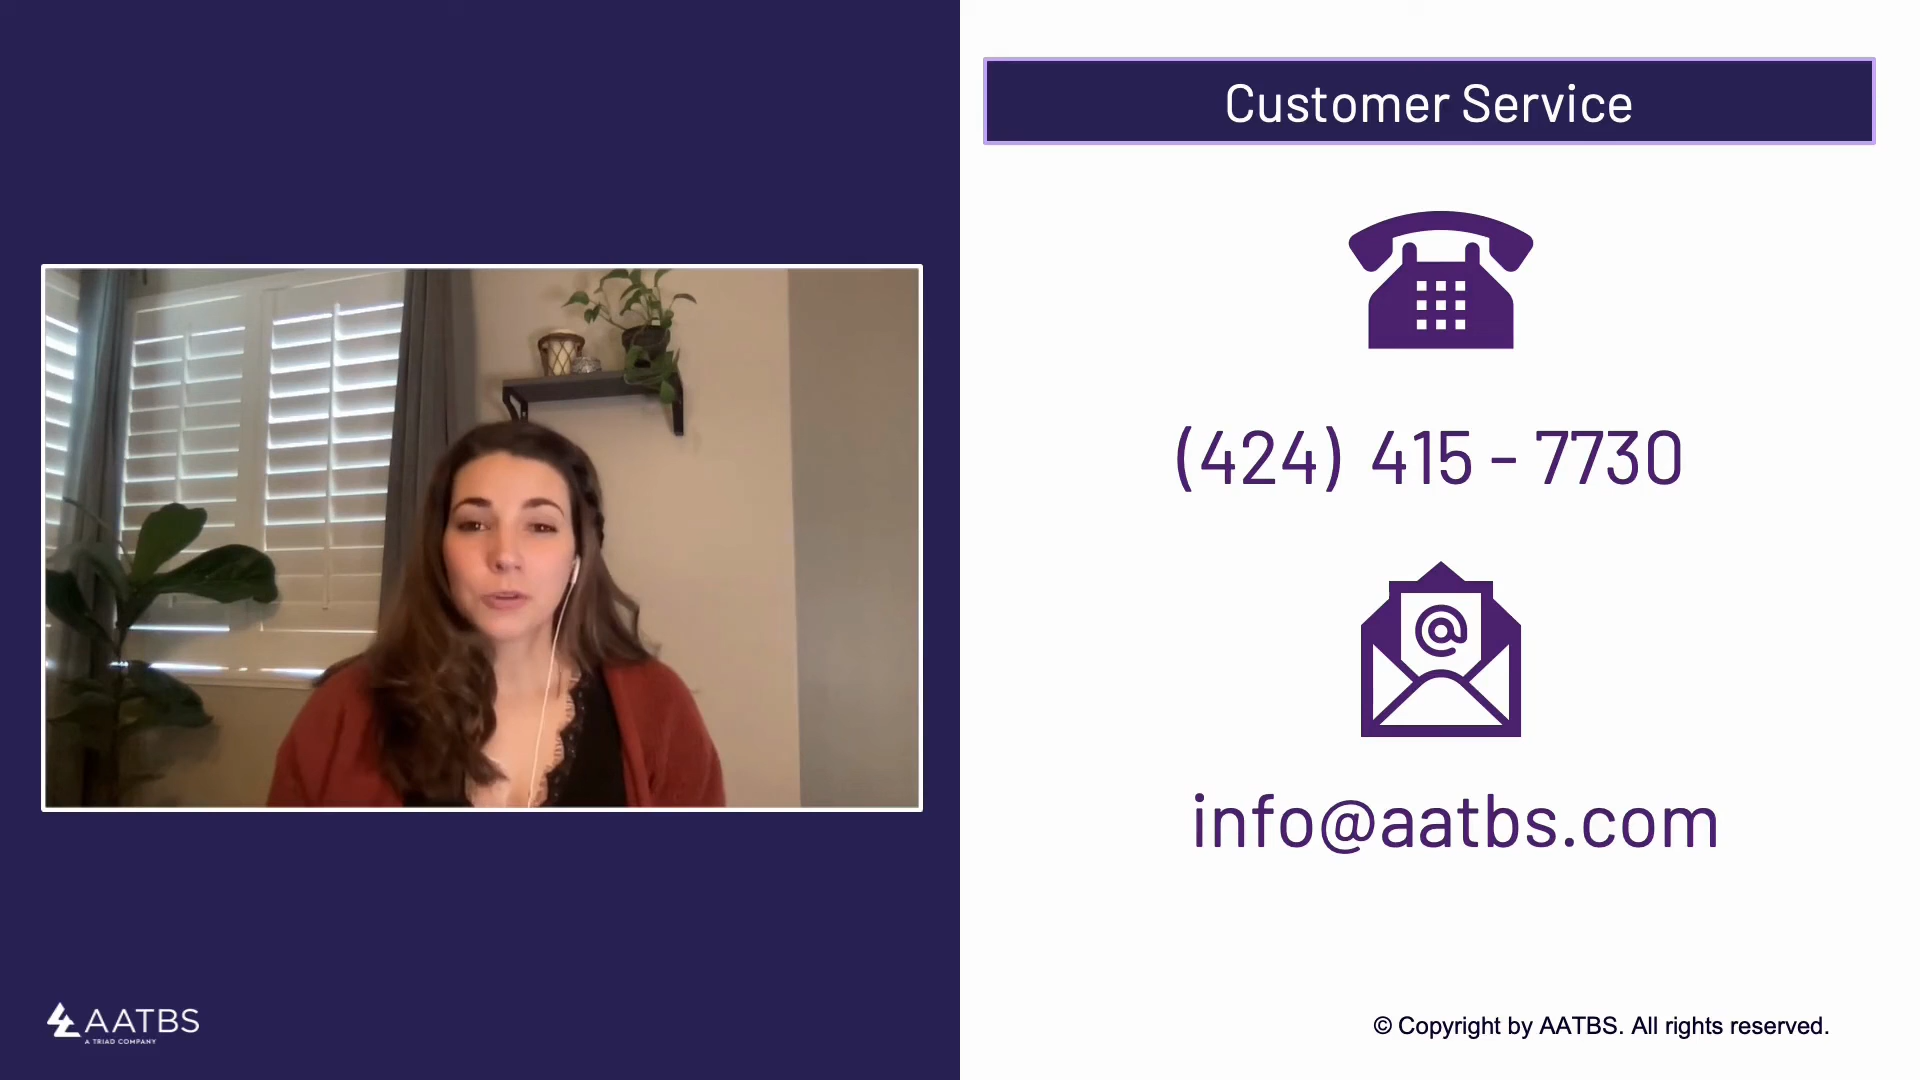 Customer Service
(424) 415 - 7730
@
info@aatbs.com
AATBS
A TRIAD COMPANY
© Copyright by AATBS. All rights reserved.